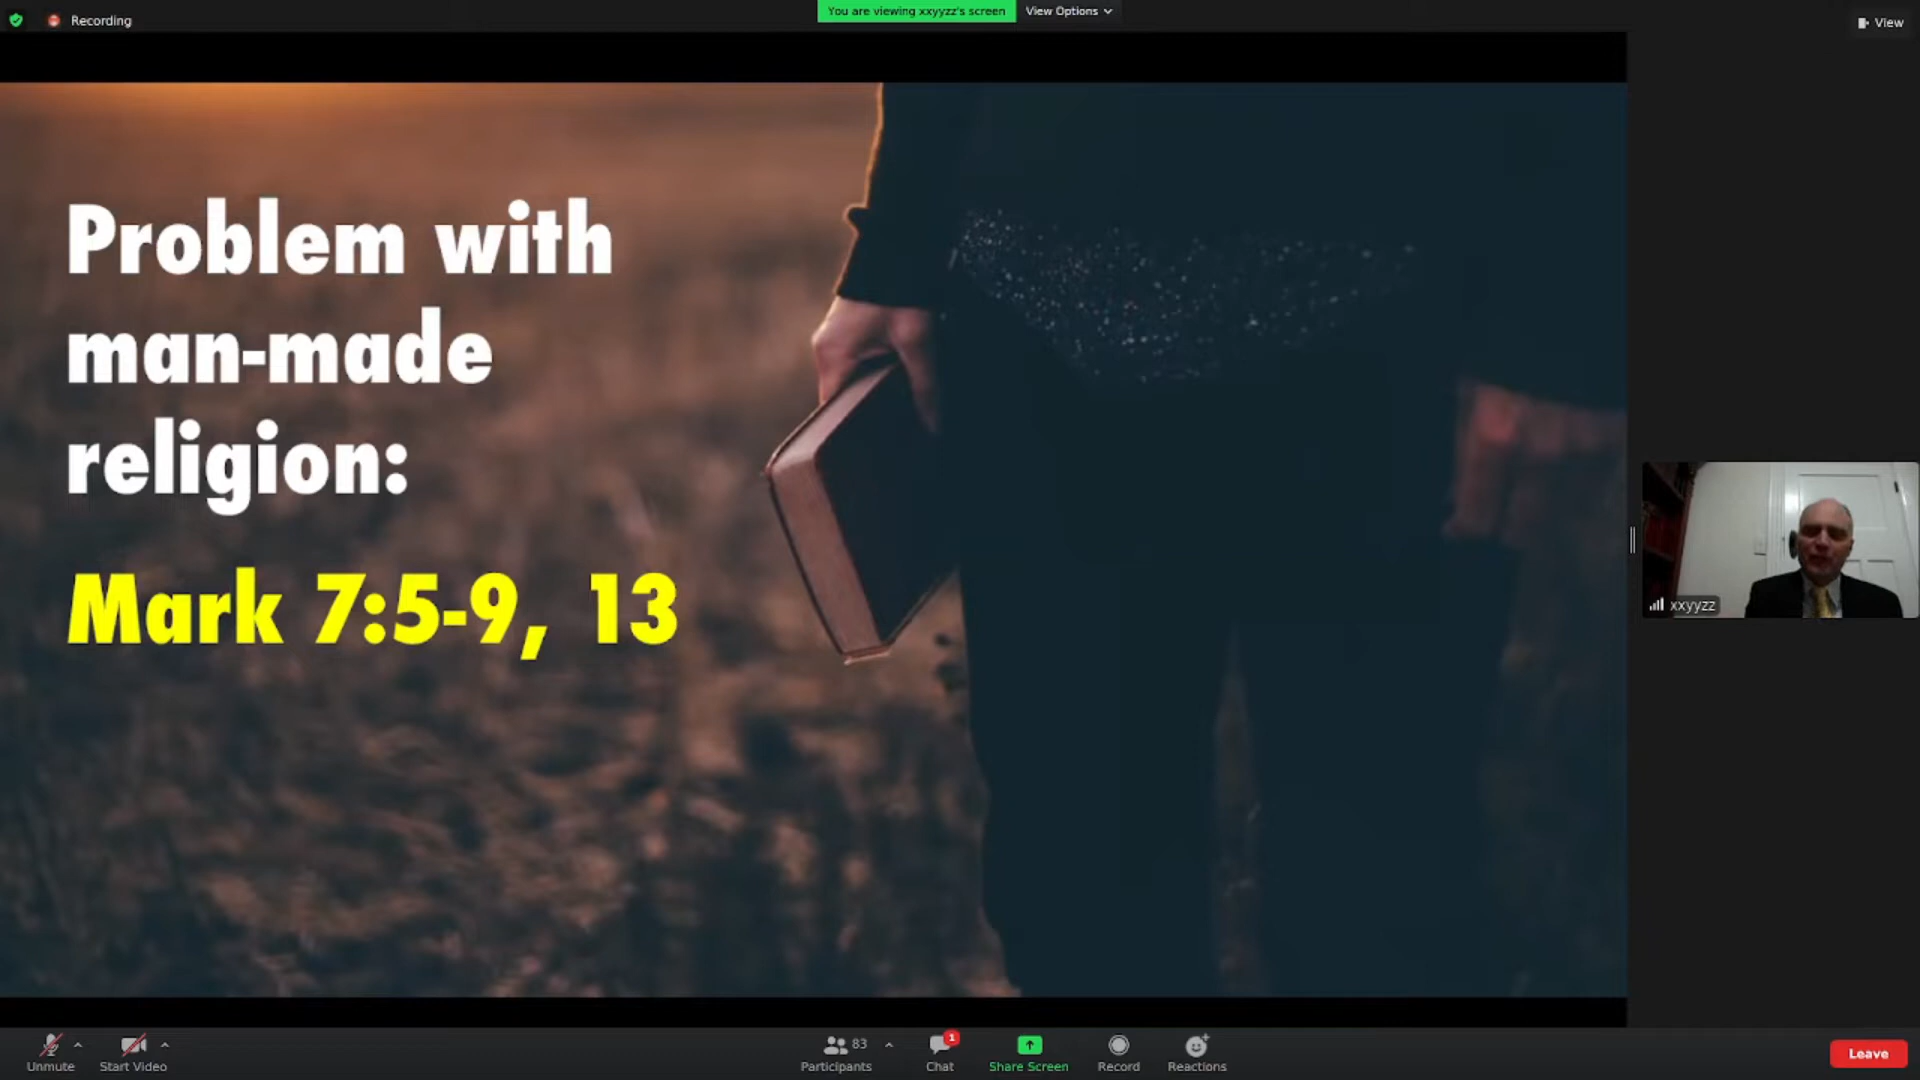 Recording
You are viewing xxyyzz's screen
View Options
View
Problem with
man-made
religion:
Mark 7:5-9, 13
xxyyzz
Unmute
Start Video
83
Participants
1
Chat
Share Screen
Record
Reactions
Leave